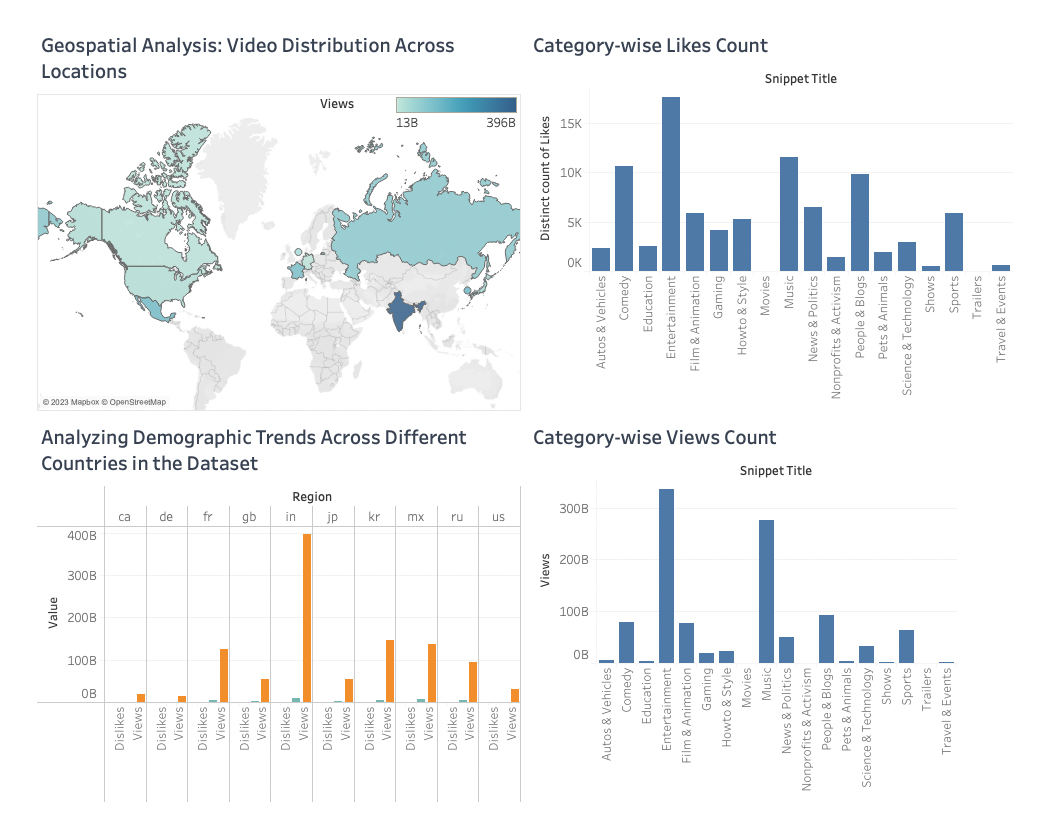 Geospatial Analysis: Video Distribution Across
Locations
Views
13B 396B
© 2023 Mapbox © OpenStreetMap
Category-wise Likes Count
Snippet Title
Distinct count of Likes
15K
10K
5K
0K
Autos & Vehicles
Comedy
Education
Entertainment
Film & Animation
Gaming
Howto & Style
Movies
Music
News & Politics
Nonprofits & Activism
People & Blogs
Pets & Animals
Science & Technology
Shows
Sports
Trailers
Travel & Events
Analyzing Demographic Trends Across Different
Countries in the Dataset
Region
ca de fr gb in jp kr mx ru us
Value
400B
300B
200B
100B
0B
Dislikes
Views
Dislikes
Views
Dislikes
Views
Dislikes
Views
Dislikes
Views
Dislikes
Views
Dislikes
Views
Dislikes
Views
Dislikes
Views
Dislikes
Views
Category-wise Views Count
Snippet Title
Views
300B
200B
100B
0B
Autos & Vehicles
Comedy
Education
Entertainment
Film & Animation
Gaming
Howto & Style
Movies
Music
News & Politics
Nonprofits & Activism
People & Blogs
Pets & Animals
Science & Technology
Shows
Sports
Trailers
Travel & Events